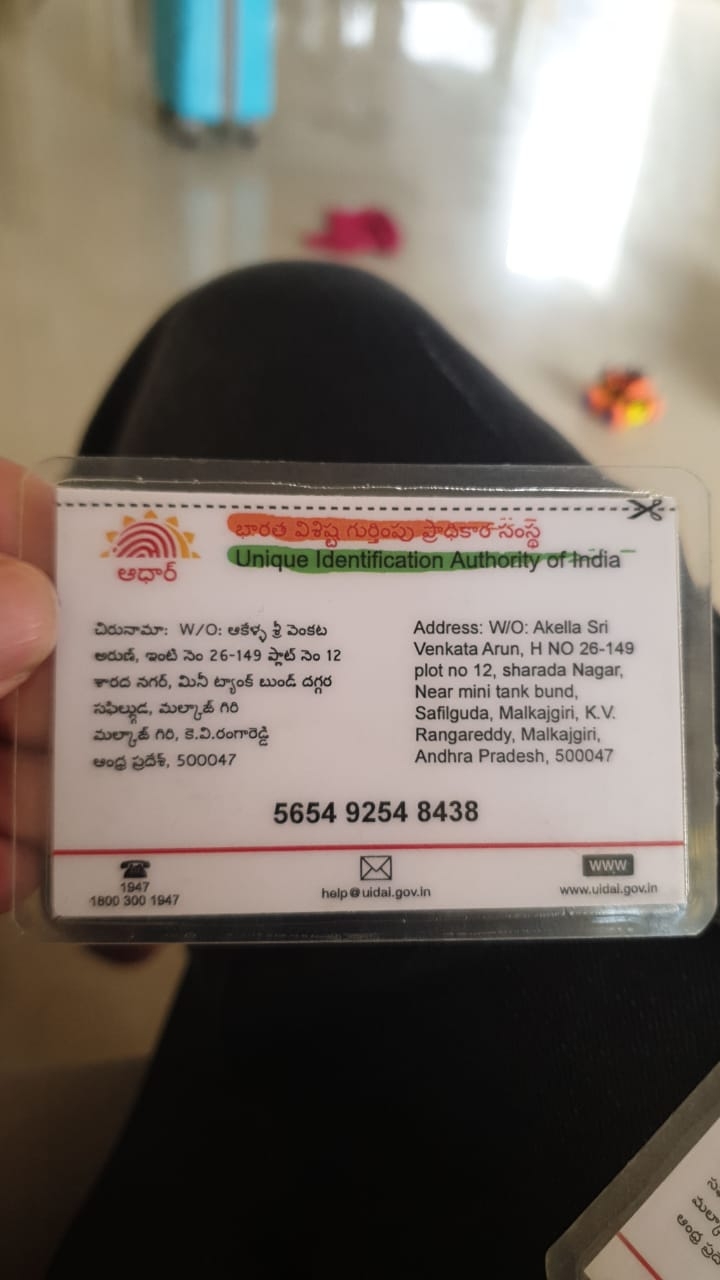 భారత విశిష్ట గుర్తింపు ప్రాధికార సంస్థ
Unique Identification Authority of India
ఆధార్
చిరునామా: W/O: ఆకేళ్ళ శ్రీ వెంకట
అరుణ్, ఇంటి నెం 26-149 ప్లాట్ నెం 12
శారద నగర్, మినీ ట్యాంక్ బుండ్ దగ్గర
సఫిల్గుడ, మల్కాజ్ గిరి
మల్కాజ్ గిరి, కె.వి.రంగారెడ్డి
ఆంధ్ర ప్రదేశ్, 500047
Address: W/O: Akella Sri
Venkata Arun, H NO 26-149
plot no 12, sharada Nagar,
Near mini tank bund,
Safilguda, Malkajgiri, K.V.
Rangareddy, Malkajgiri,
Andhra Pradesh, 500047
5654 9254 8438
1947
1800 300 1947
help@uidai.gov.in
WWW
www.uidai.gov.in